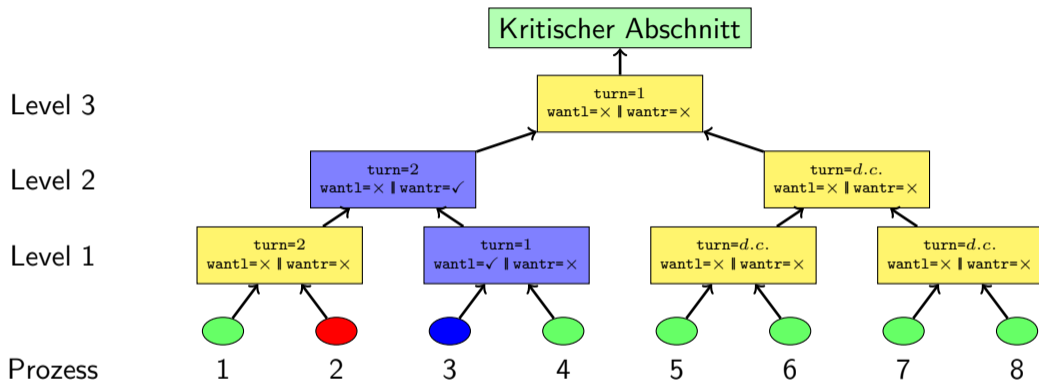 Kritischer Abschnitt
Level 3
turn=1
wantl=× ‖ wantr=×
Level 2
turn=2
wantl=× ‖ wantr=✓
turn=d.c.
wantl=× ‖ wantr=×
Level 1
turn=2
wantl=× ‖ wantr=×
turn=1
wantl=✓ ‖ wantr=×
turn=d.c.
wantl=× ‖ wantr=×
turn=d.c.
wantl=× ‖ wantr=×
Prozess 1 2 3 4 5 6 7 8